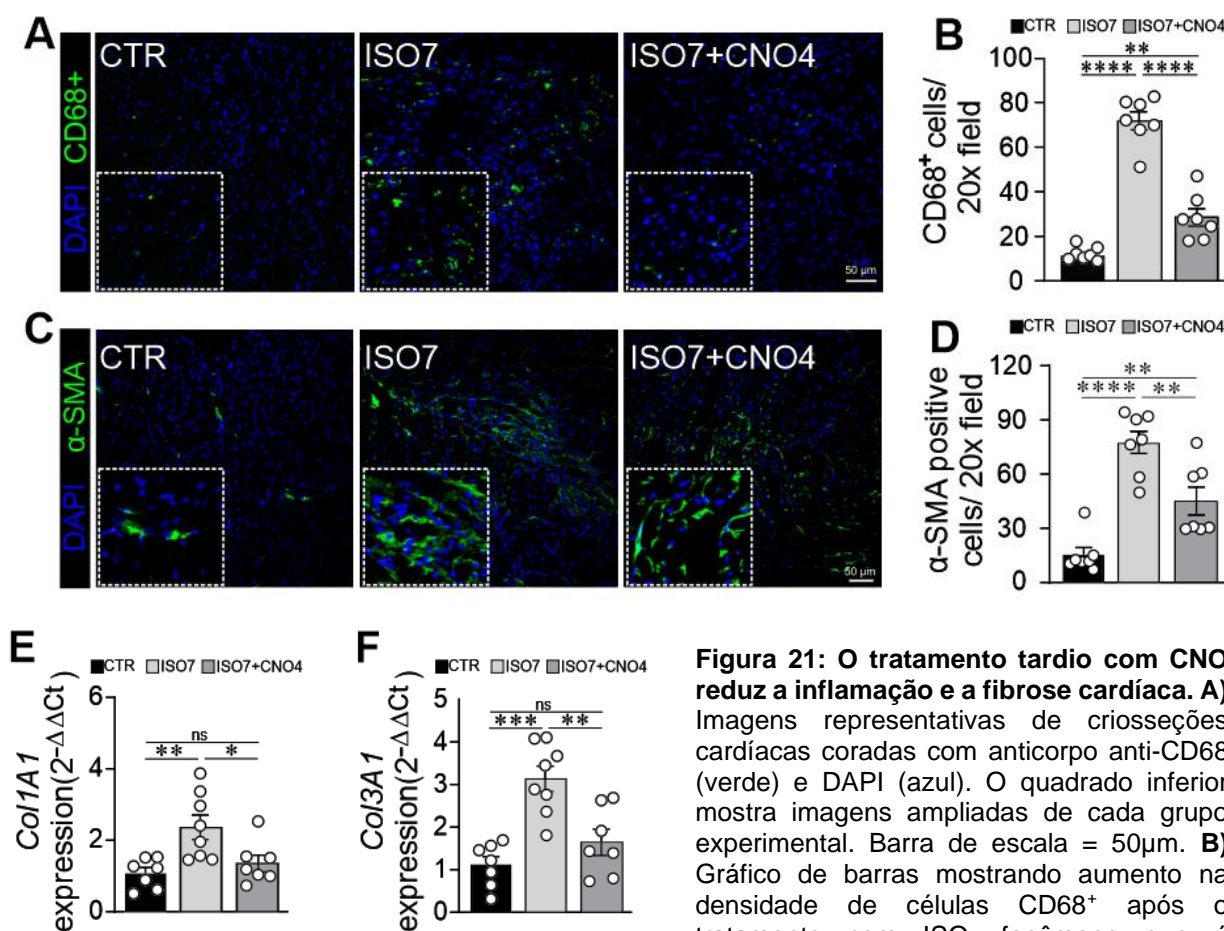 A
DAPI CD68+
CTR
ISO7
ISO7+CNO4
50 µm
B
CTR ISO7 ISO7+CNO4
**
**** ****
CD68+ cells/
20x field
100
80
60
40
20
0
C
DAPI α-SMA
CTR
ISO7
ISO7+CNO4
50 µm
D
CTR ISO7 ISO7+CNO4
**
**** **
α-SMA positive
cells/ 20x field
120
90
60
30
0
E
CTR ISO7 ISO7+CNO4
ns
** *
Col1A1
expression(2-ΔΔCt)
6
4
2
0
F
CTR ISO7 ISO7+CNO4
ns
*** **
Col3A1
expression(2-ΔΔCt)
5
4
3
2
1
0
Figura 21: O tratamento tardio com CNO
reduz a inflamação e a fibrose cardíaca. A)
Imagens representativas de criosseções
cardíacas coradas com anticorpo anti-CD68
(verde) e DAPI (azul). O quadrado inferior
mostra imagens ampliadas de cada grupo
experimental. Barra de escala = 50µm. B)
Gráfico de barras mostrando aumento na
densidade de células CD68+ após o